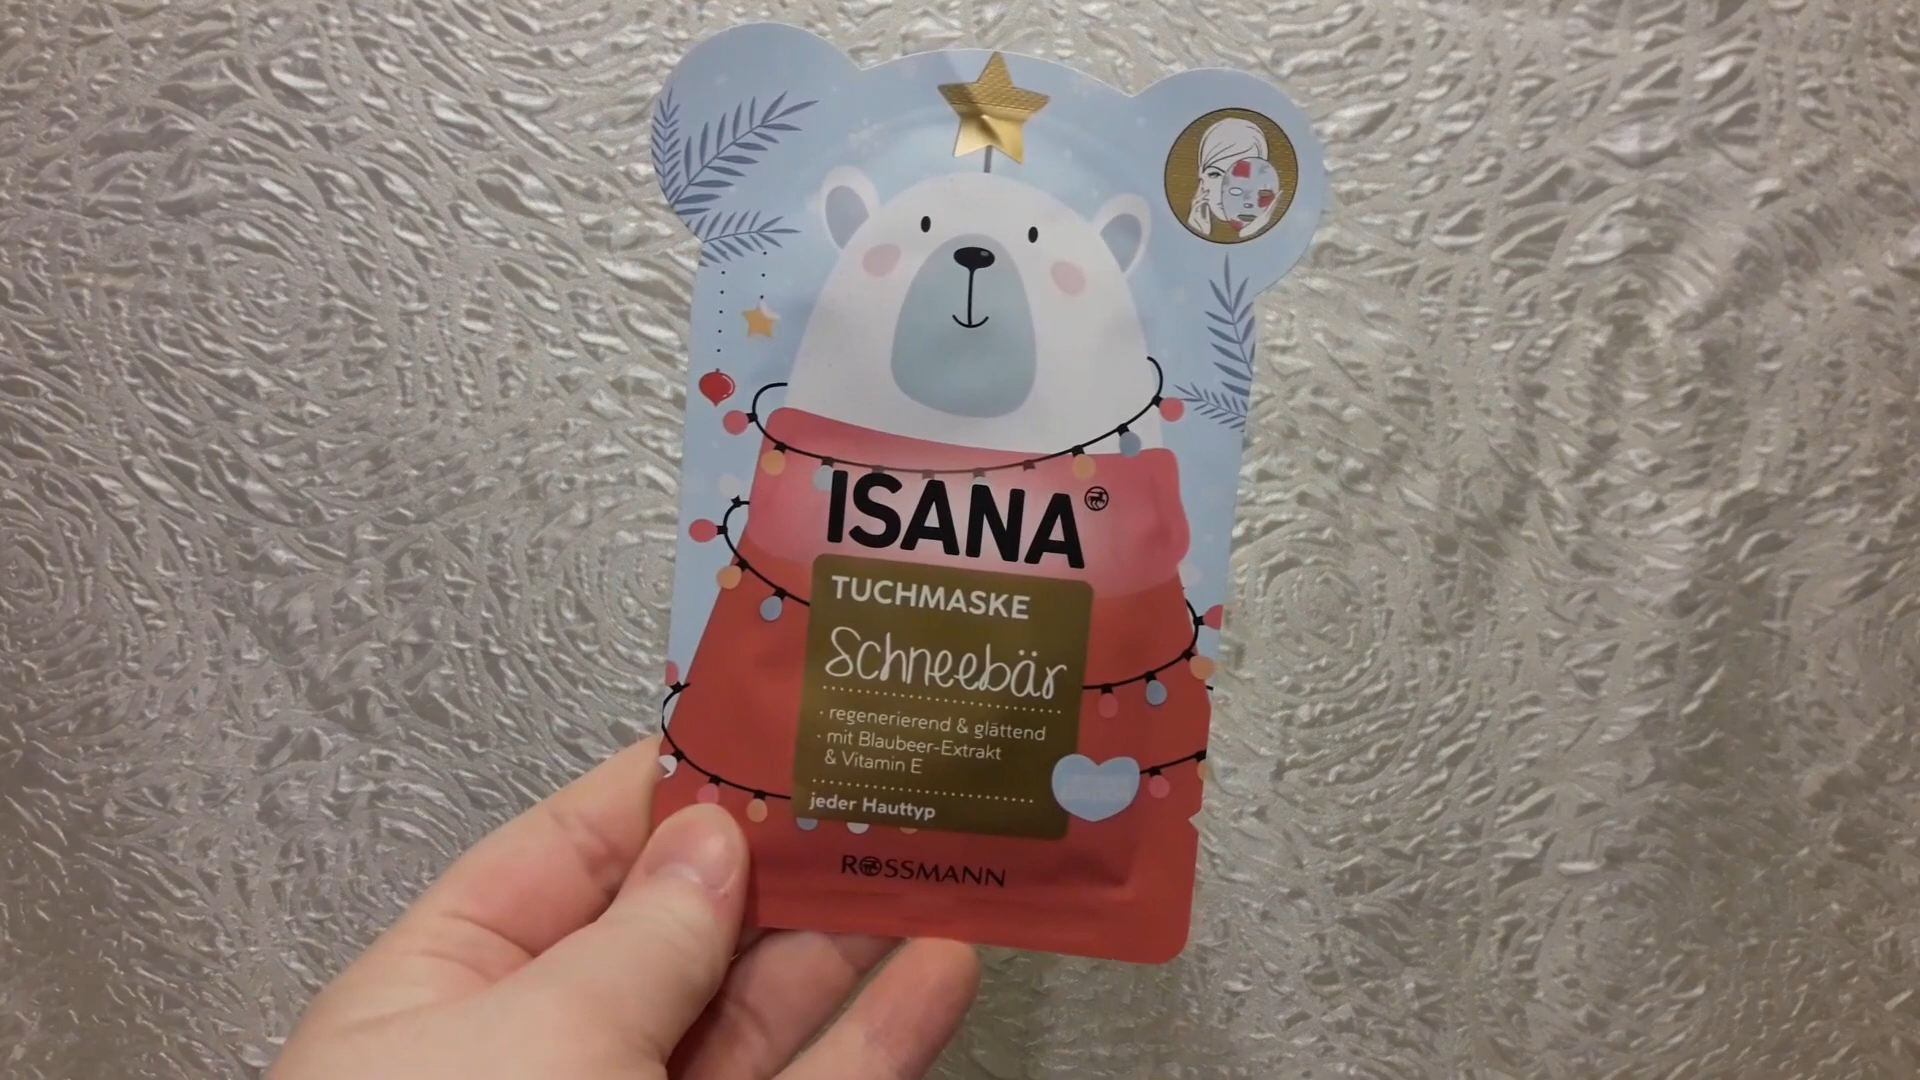 ISANA
TUCHMASKE
Schneebär
· regenerierend & glättend
· mit Blaubeer-Extrakt
& Vitamin E
jeder Hauttyp
ROSSMANN